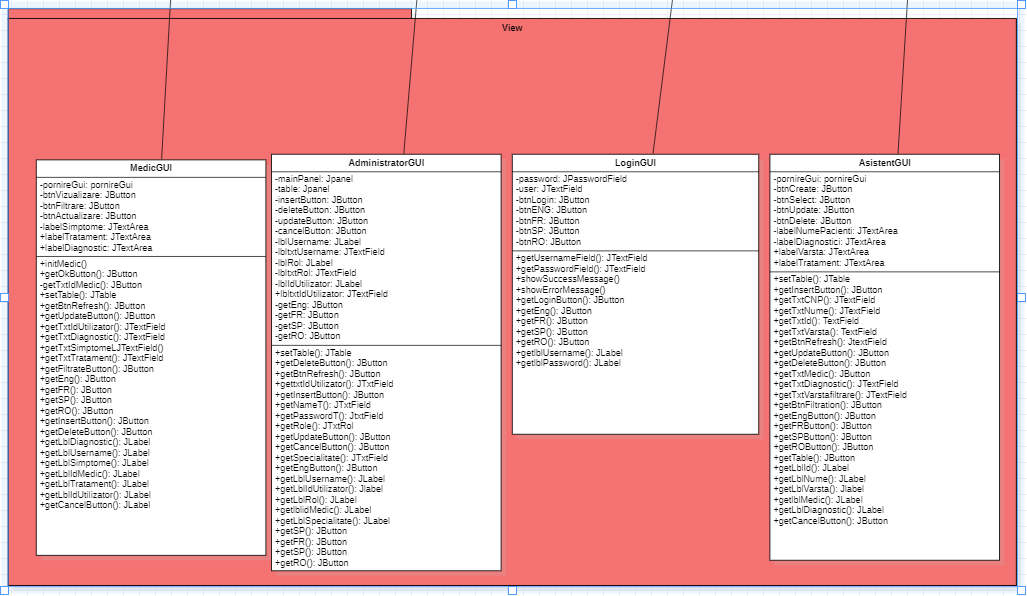 View
MedicGUI
-pornireGui: pornireGui
-btnVizualizare: JButton
-btnFiltrare: JButton
-btnActualizare: JButton
-labelSimptome: JTextArea
+labelTratament: JTextArea
+labelDiagnostic: JTextArea
+initMedic()
+getOkButton(): JButton
-getTxtIdMedic(): JButton
+setTable(): JTable
+getBtnRefresh(): JButton
+getUpdateButton(): JButton
+getTxtIdUtilizator(): JTextField
+getTxtDiagnostic(): JTextField
+getTxtSimptomeLJTextField()
+getTxtTratament(): JTextField
+getFiltrateButton(): JButton
+getEng(): JButton
+getFR(): JButton
+getSP(): JButton
+getRO(): JButton
+getInsertButton(): JButton
+getDeleteButton(): JButton
+getLblDiagnostic(): JLabel
+getLblUsername(): JLabel
+getLblSimptome(): JLabel
+getLblIdMedic(): JLabel
+getLblTratament(): JLabel
+getLblIdUtilizator(): JLabel
+getCancelButton(): JLabel
AdministratorGUI
-mainPanel: Jpanel
-table: Jpanel
-insertButton: JButton
-deleteButton: JButton
-updateButton: JButton
-cancelButton: JButton
-lblUsername: JLabel
-lbltxtUsername: JTextField
-lblRol: JLabel
-lbltxtRol: JTextField
-lblIdUtilizator: JLabel
+lbltxtIdUtilizator: JTextField
-getEng: JButton
-getFR: JButton
-getSP: JButton
-getRO: JButton
+setTable(): JTable
+getDeleteButton(): JButton
+getBtnRefresh(): JButton
+gettxtIdUtilizator(): JTxtField
+getInsertButton(): JButton
+getNameT(): JTxtField
+getPasswordT(): JtxtField
+getRole(): JTxtRol
+getUpdateButton(): JButton
+getCancelButton(): JButton
+getSpecialitate(): JTxtField
+getEngButton(): JButton
+getLblUsername(): JLabel
+getLblIdUtilizator(): Jlabel
+getLblRol(): JLabel
+getlblidMedic(): JLabel
+getLblSpecialitate(): JLabel
+getSP(): JButton
+getFR(): JButton
+getSP(): JButton
+getRO(): JButton
LoginGUI
-password: JPasswordField
-user: JTextField
-btnLogin: JButton
-btnENG: JButton
-btnFR: JButton
-btnSP: JButton
-btnRO: JButton
+getUsernameField(): JTextField
+getPasswordField(): JTextField
+showSuccessMessage()
+showErrorMessage()
+getLoginButton(): JButton
+getEng(): JButton
+getFR(): JButton
+getSP(): JButton
+getRO(): JButton
+getlblUsername(): JLabel
+getlblPassword(): JLabel
AsistentGUI
-pornireGui: pornireGui
-btnCreate: JButton
-btnSelect: JButton
-btnUpdate: JButton
-btnDelete: JButton
-labelNumePacienti: JTextArea
-labelDiagnostici: JTextArea
+labelVarsta: JTextArea
+labelTratament: JTextArea
+setTable(): JTable
+getInsertButton(): JButton
+getTxtCNP(): JTextField
+getTxtNume(): JTextField
+getTxtId(): TextField
+getTxtVarsta(): TextField
+getBtnRefresh(): JtextField
+getUpdateButton(): JButton
+getDeleteButton(): JButton
+getTxtMedic(): JButton
+getTxtDiagnostic(): JTextField
+getTxtVarstafiltrare(): JTextField
+getBtnFiltration(): JButton
+getEngButton(): JButton
+getFRButton(): JButton
+getSPButton(): JButton
+getROButton(): JButton
+getTable(): JButton
+getLblId(): JLabel
+getLblNume(): JLabel
+getLblVarsta(): Jlabel
+getlblMedic(): JLabel
+getLblDiagnostic(): JLabel
+getCancelButton(): JButton